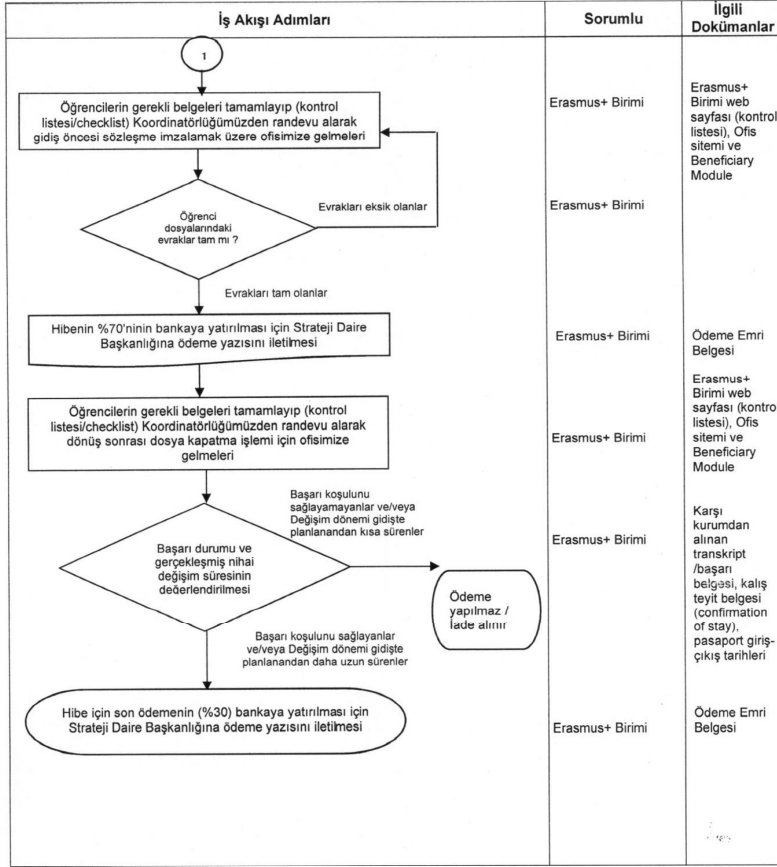 İş Akışı Adımları
Sorumlu
İlgili
Dokümanlar
1
Öğrencilerin gerekli belgeleri tamamlayıp (kontrol
listesi/checklist) Koordinatörlüğümüzden randevu alarak
gidiş öncesi sözleşme imzalamak üzere ofisimize gelmeleri
Erasmus+ Birimi
Erasmus+
Birimi web
sayfası (kontrol
listesi), Ofis
sitemi ve
Beneficiary
Module
Öğrenci
dosyalarındaki
evraklar tam mı ?
Evrakları eksik olanlar
Erasmus+ Birimi
Evrakları tam olanlar
Hibenin %70'ninin bankaya yatırılması için Strateji Daire
Başkanlığına ödeme yazısını iletilmesi
Erasmus+ Birimi
Ödeme Emri
Belgesi
Öğrencilerin gerekli belgeleri tamamlayıp (kontrol
listesi/checklist) Koordinatörlüğümüzden randevu alarak
dönüş sonrası dosya kapatma işlemi için ofisimize
gelmeleri
Erasmus+ Birimi
Erasmus+
Birimi web
sayfası (kontrol
listesi), Ofis
sitemi ve
Beneficiary
Module
Başarı koşulunu
sağlayamayanlar ve/veya
Değişim dönemi gidişte
planlanandan kısa sürenler
Başarı durumu ve
gerçekleşmiş nihai
değişim süresinin
değerlendirilmesi
Ödeme
yapılmaz /
İade alınır
Erasmus+ Birimi
Karşı
kurumdan
alınan
transkript
/başarı
belgesi, kalış
teyit belgesi
(confirmation
of stay),
pasaport giriş-
çıkış tarihleri
Başarı koşulunu sağlayanlar
ve/veya Değişim dönemi gidişte
planlanandan daha uzun sürenler
Hibe için son ödemenin (%30) bankaya yatırılması için
Strateji Daire Başkanlığına ödeme yazısını iletilmesi
Erasmus+ Birimi
Ödeme Emri
Belgesi